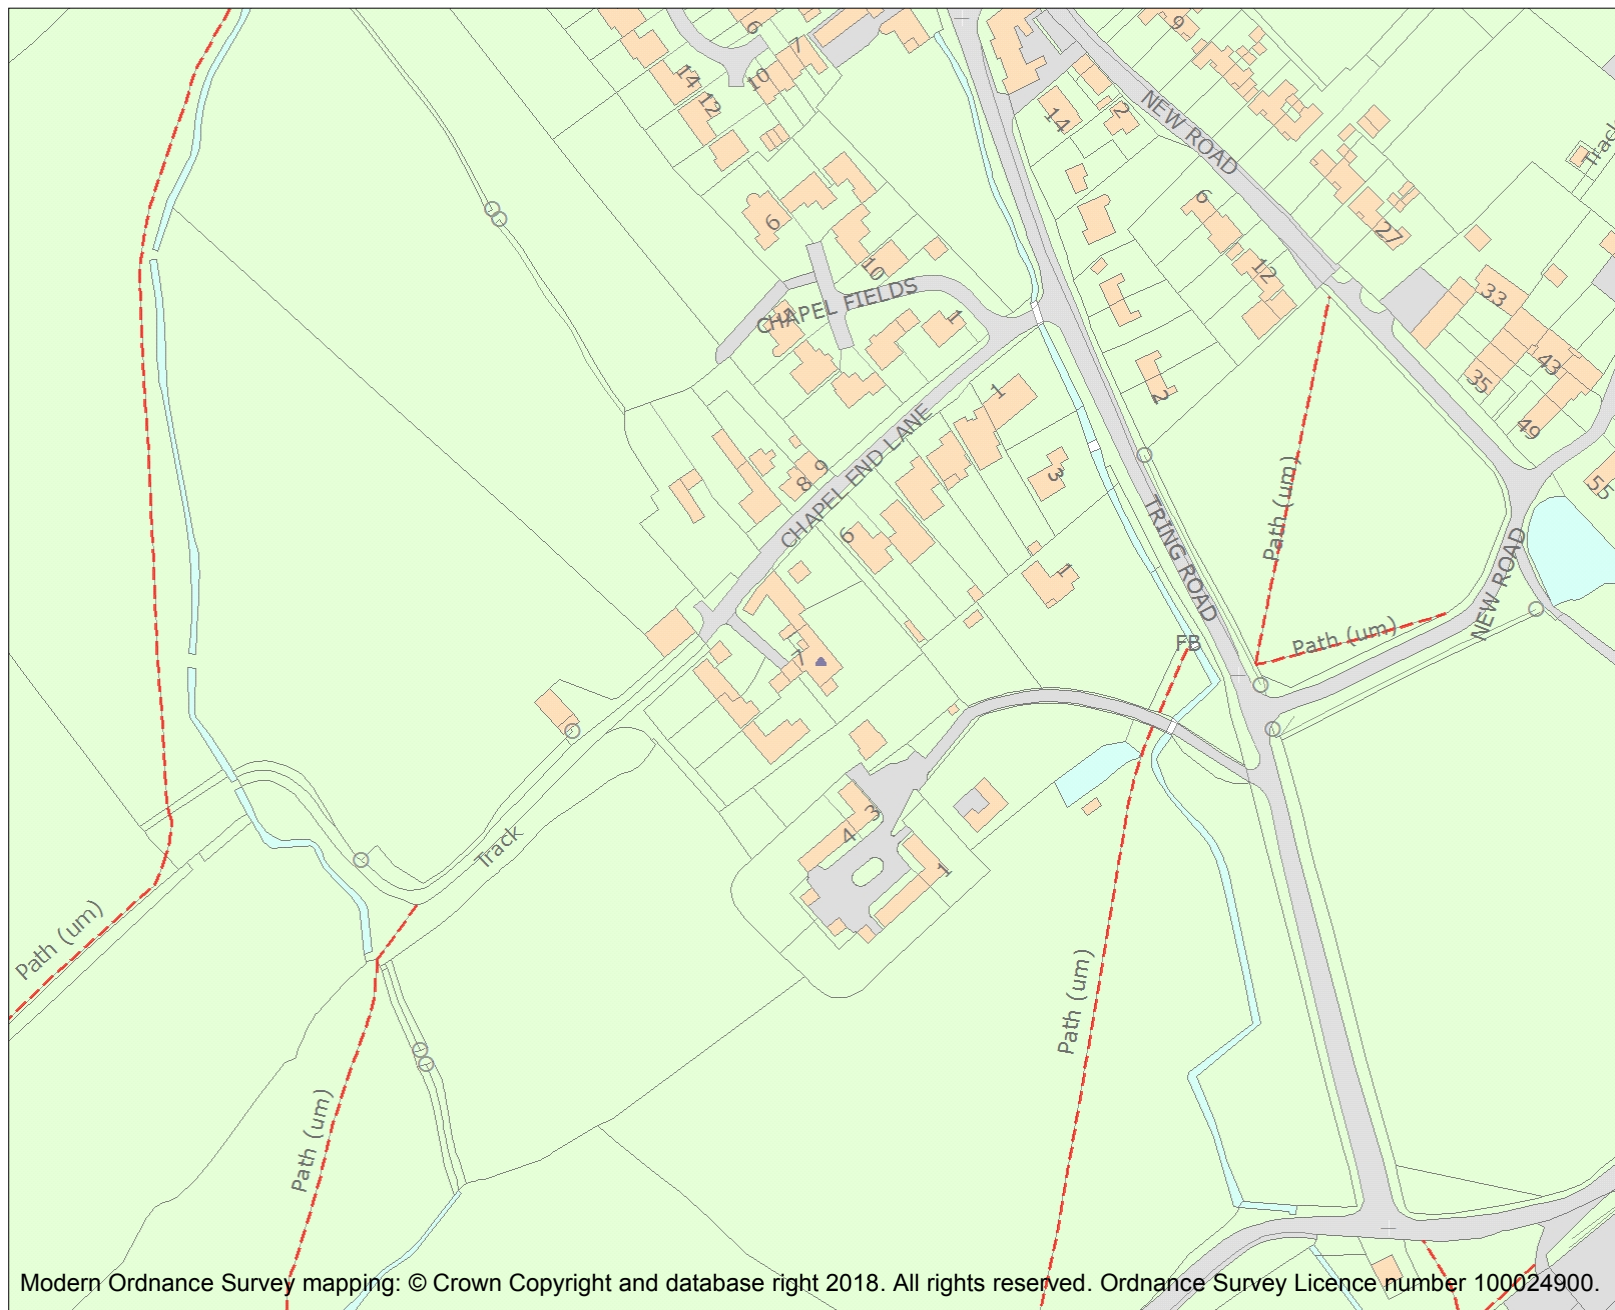 6
7
9
14
10
12
14
2
NEW ROAD
Track
6
6
27
10
12
CHAPEL FIELDS
1
33
43
35
1
2
49
CHAPEL END LANE
9
8
3
55
6
Path (um)
TRING ROAD
1
NEW ROAD
Path (um)
FB
7
3
4
Track
1
Path (um)
Path (um)
Path (um)
Modern Ordnance Survey mapping: © Crown Copyright and database right 2018. All rights reserved. Ordnance Survey Licence number 100024900.